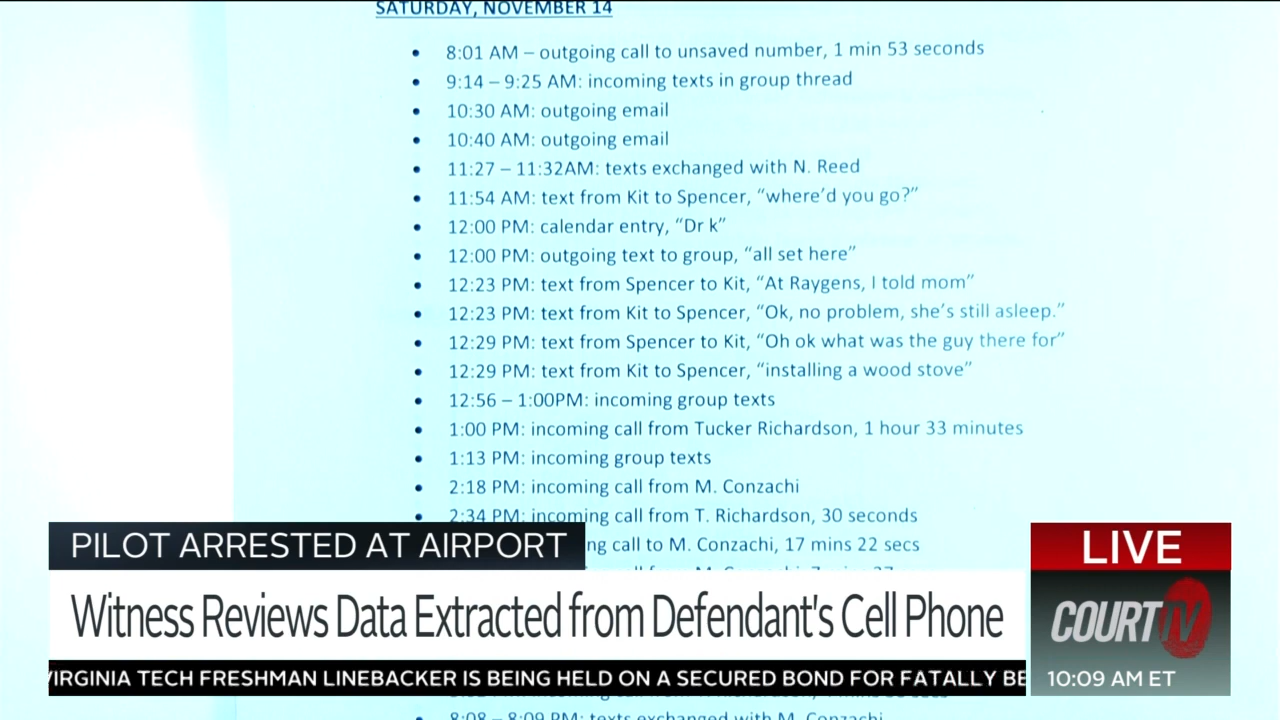 SATURDAY, NOVEMBER 14
• 8:01 AM – outgoing call to unsaved number, 1 min 53 seconds
• 9:14 – 9:25 AM: incoming texts in group thread
• 10:30 AM: outgoing email
• 10:40 AM: outgoing email
• 11:27 – 11:32AM: texts exchanged with N. Reed
• 11:54 AM: text from Kit to Spencer, “where’d you go?”
• 12:00 PM: calendar entry, “Dr k”
• 12:00 PM: outgoing text to group, “all set here”
• 12:23 PM: text from Spencer to Kit, “At Raygens, I told mom”
• 12:23 PM: text from Kit to Spencer, “Ok, no problem, she’s still asleep.”
• 12:29 PM: text from Spencer to Kit, “Oh ok what was the guy there for”
• 12:29 PM: text from Kit to Spencer, “installing a wood stove”
• 12:56 – 1:00PM: incoming group texts
• 1:00 PM: incoming call from Tucker Richardson, 1 hour 33 minutes
• 1:13 PM: incoming group texts
• 2:18 PM: incoming call from M. Conzachi
• 2:34 PM: incoming call from T. Richardson, 30 seconds
ng call to M. Conzachi, 17 mins 22 secs
PILOT ARRESTED AT AIRPORT
Witness Reviews Data Extracted from Defendant's Cell Phone
LIVE
COURT TV
10:09 AM ET
VIRGINIA TECH FRESHMAN LINEBACKER IS BEING HELD ON A SECURED BOND FOR FATALLY BE
• 8:08 – 8:09 PM: texts exchanged with M. Conzachi